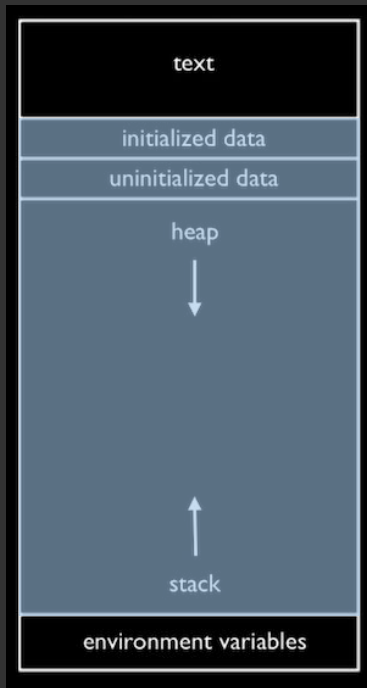 text
initialized data
uninitialized data
heap
stack
environment variables